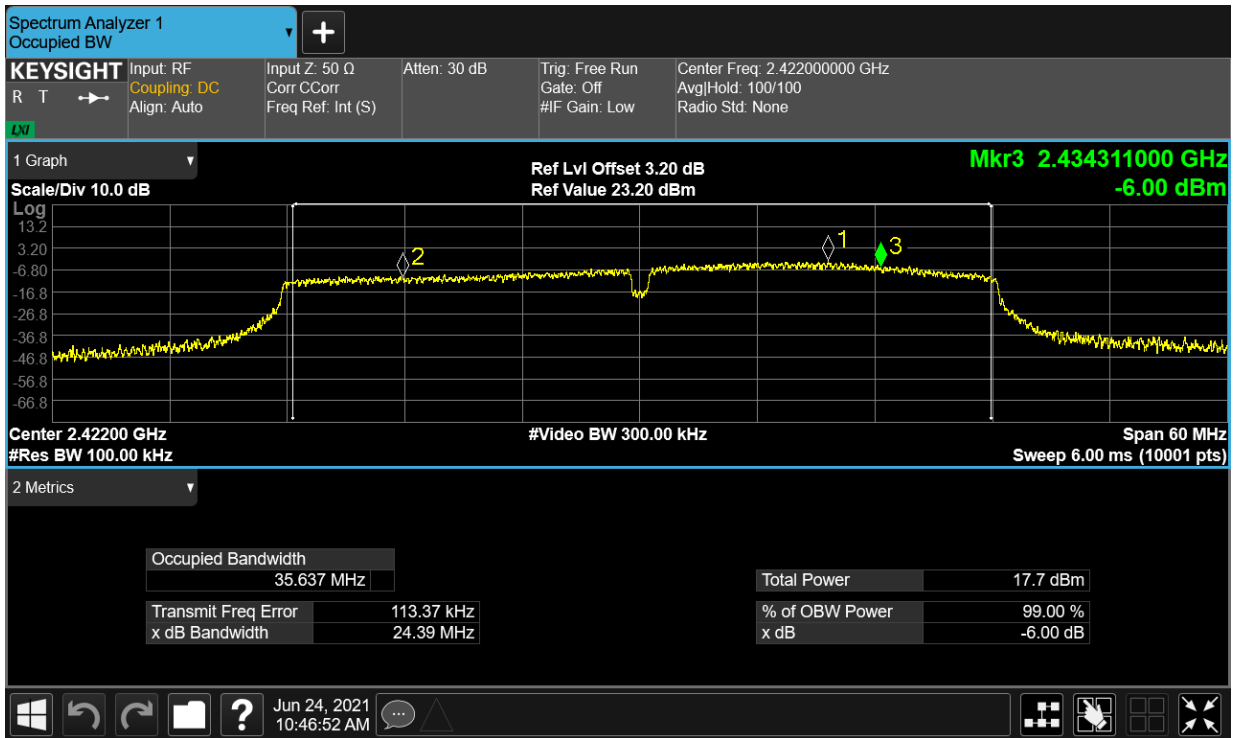 Spectrum Analyzer 1
Occupied BW
KEYSIGHT
R T
LXI
Input: RF
Coupling: DC
Align: Auto
Input Z: 50 Ω
Corr CCorr
Freq Ref: Int (S)
Atten: 30 dB
Trig: Free Run
Gate: Off
#IF Gain: Low
Center Freq: 2.422000000 GHz
Avg|Hold: 100/100
Radio Std: None
1 Graph
Scale/Div 10.0 dB
Ref Lvl Offset 3.20 dB
Ref Value 23.20 dBm
Mkr3 2.434311000 GHz
-6.00 dBm
Log
13.2
3.20
-6.80
-16.8
-26.8
-36.8
-46.8
-56.8
-66.8
2
1
3
Center 2.42200 GHz
#Res BW 100.00 kHz
#Video BW 300.00 kHz
Span 60 MHz
Sweep 6.00 ms (10001 pts)
2 Metrics
Occupied Bandwidth
35.637 MHz
Transmit Freq Error 113.37 kHz
x dB Bandwidth 24.39 MHz
Total Power 17.7 dBm
% of OBW Power 99.00 %
x dB -6.00 dB
?
Jun 24, 2021
10:46:52 AM